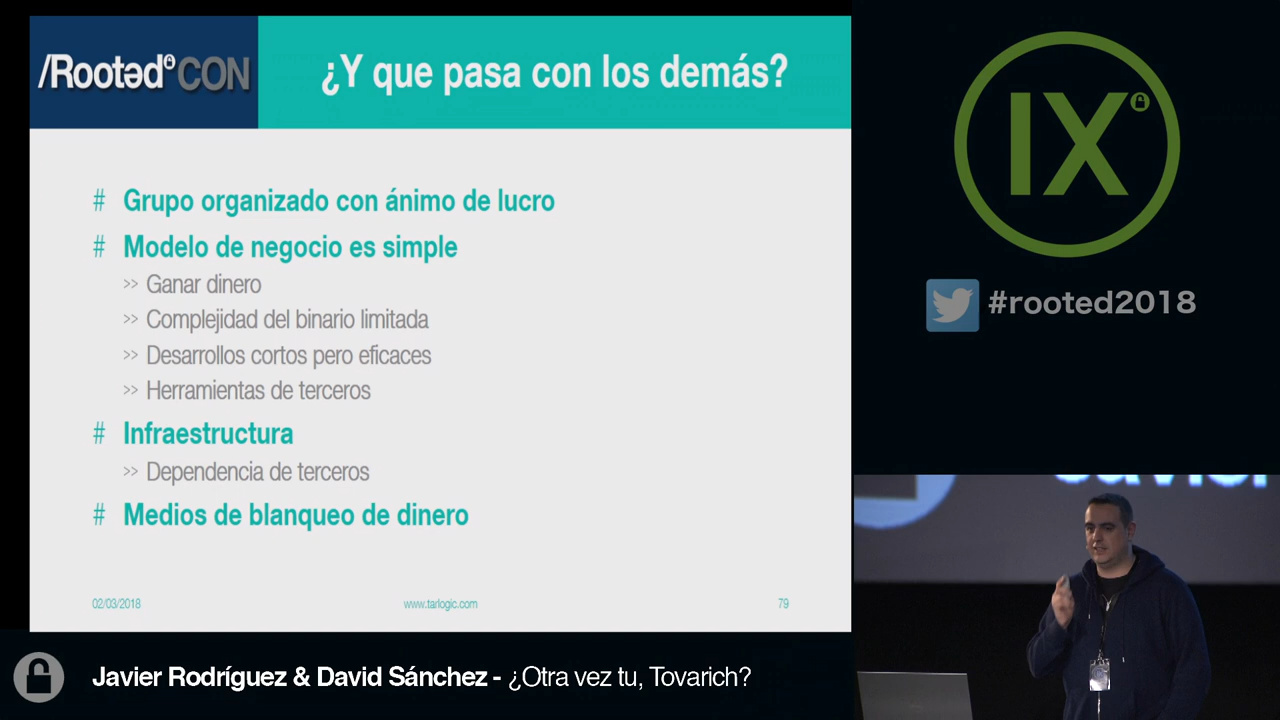 /RootedCON
¿Y que pasa con los demás?
# Grupo organizado con ánimo de lucro
# Modelo de negocio es simple
>> Ganar dinero
>> Complejidad del binario limitada
>> Desarrollos cortos pero eficaces
>> Herramientas de terceros
# Infraestructura
>> Dependencia de terceros
# Medios de blanqueo de dinero
02/03/2018
www.tarlogic.com
79
IX
#rooted2018
Javier Rodríguez & David Sánchez - ¿Otra vez tu, Tovarich?